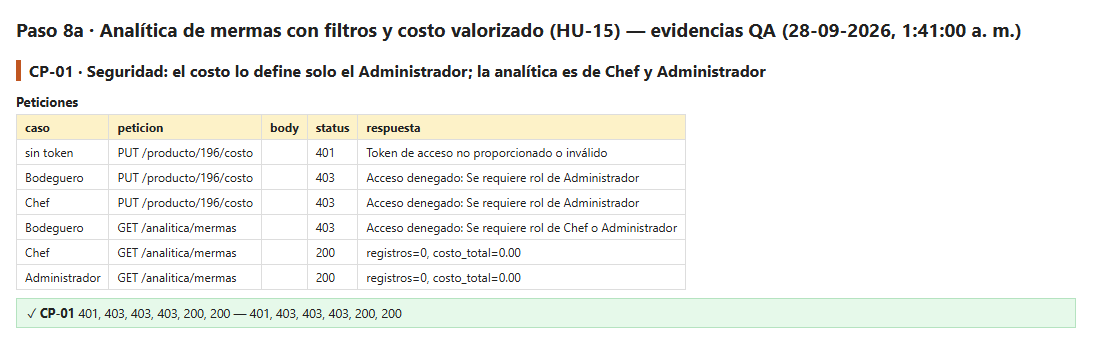 Paso 8a · Analítica de mermas con filtros y costo valorizado (HU-15) — evidencias QA (28-09-2026, 1:41:00 a. m.)
CP-01 · Seguridad: el costo lo define solo el Administrador; la analítica es de Chef y Administrador
Peticiones
caso peticion body status respuesta
sin token PUT /producto/196/costo 401 Token de acceso no proporcionado o inválido
Bodeguero PUT /producto/196/costo 403 Acceso denegado: Se requiere rol de Administrador
Chef PUT /producto/196/costo 403 Acceso denegado: Se requiere rol de Administrador
Bodeguero GET /analitica/mermas 403 Acceso denegado: Se requiere rol de Chef o Administrador
Chef GET /analitica/mermas 200 registros=0, costo_total=0.00
Administrador GET /analitica/mermas 200 registros=0, costo_total=0.00
✓ CP-01 401, 403, 403, 403, 200, 200 — 401, 403, 403, 403, 200, 200